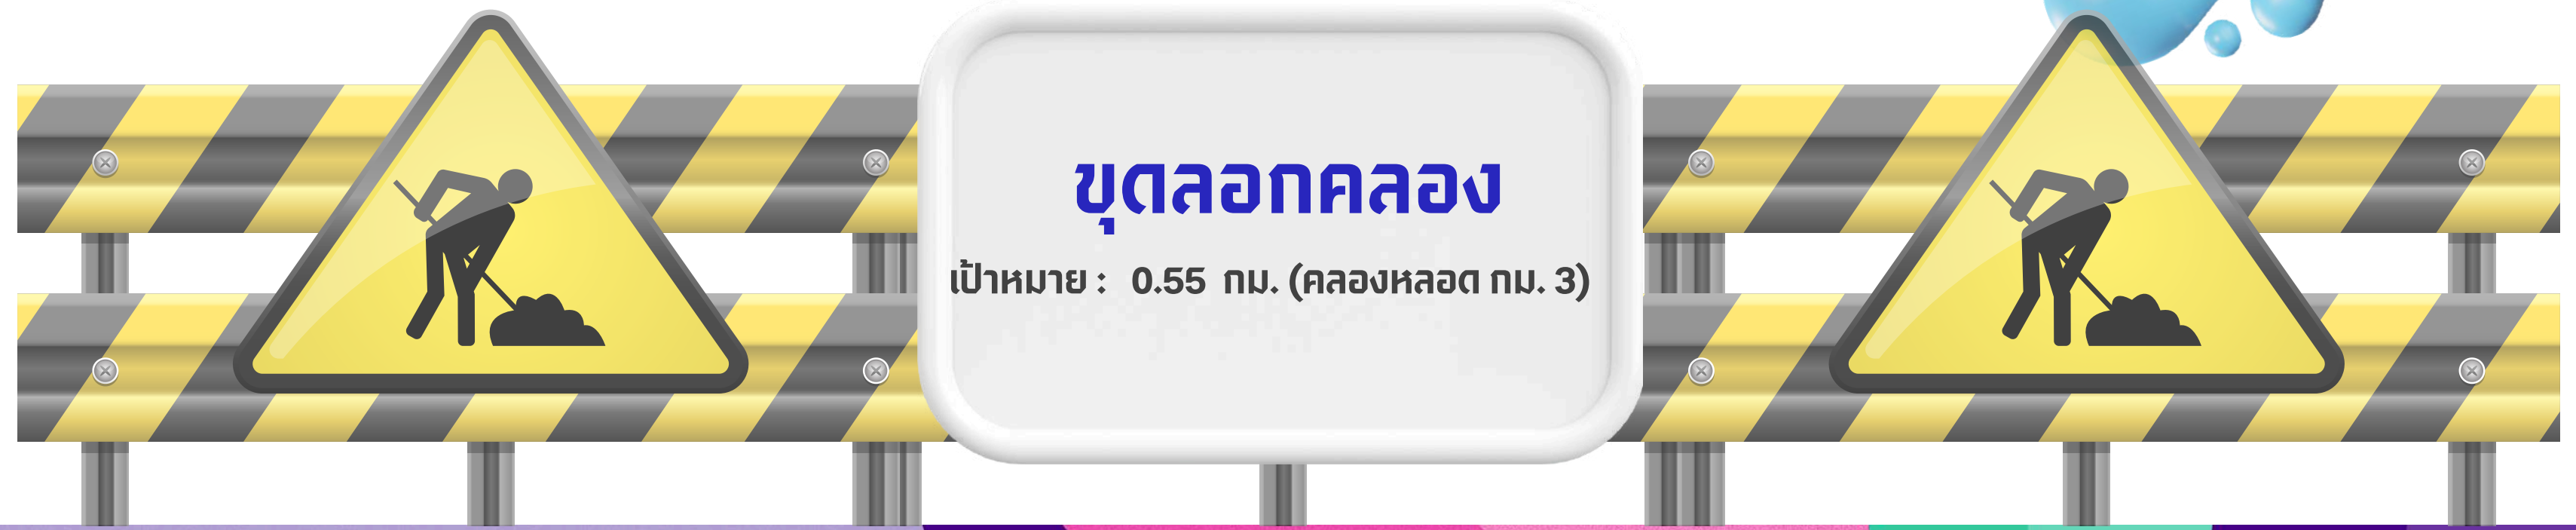 ขุดลอกคลอง
เป้าหมาย : 0.55 กม. (คลองหลอด กม. 3)